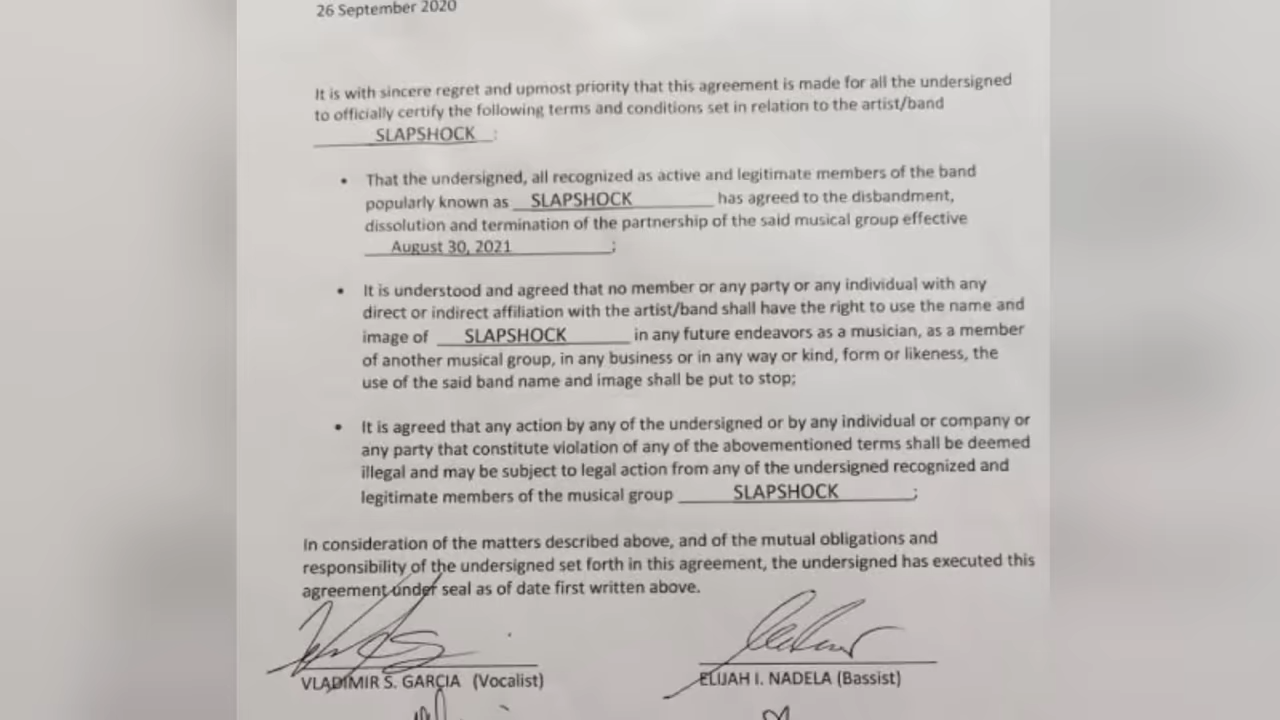 26 September 2020
It is with sincere regret and upmost priority that this agreement is made for all the undersigned
to officially certify the following terms and conditions set in relation to the artist/band
SLAPSHOCK :
• That the undersigned, all recognized as active and legitimate members of the band
popularly known as SLAPSHOCK has agreed to the disbandment,
dissolution and termination of the partnership of the said musical group effective
August 30, 2021 ;
• It is understood and agreed that no member or any party or any individual with any
direct or indirect affiliation with the artist/band shall have the right to use the name and
image of SLAPSHOCK in any future endeavors as a musician, as a member
of another musical group, in any business or in any way or kind, form or likeness, the
use of the said band name and image shall be put to stop;
• It is agreed that any action by any of the undersigned or by any individual or company or
any party that constitute violation of any of the abovementioned terms shall be deemed
illegal and may be subject to legal action from any of the undersigned recognized and
legitimate members of the musical group SLAPSHOCK ;
In consideration of the matters described above, and of the mutual obligations and
responsibility of the undersigned set forth in this agreement, the undersigned has executed this
agreement under seal as of date first written above.
VLADIMIR S. GARCIA (Vocalist) ELIJAH I. NADELA (Bassist)